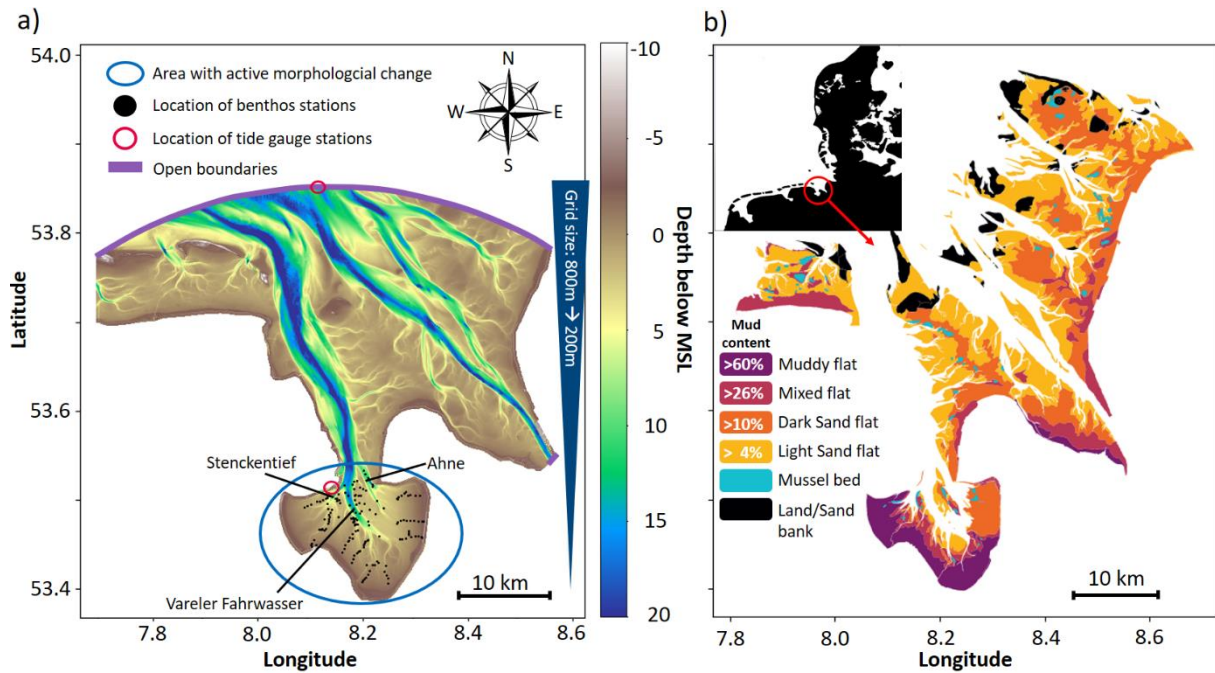 a)
54.0
53.8
53.6
53.4
Latitude
7.8
8.0
8.2
8.4
8.6
Longitude
Area with active morphologcial change
Location of benthos stations
Location of tide gauge stations
Open boundaries
N
W
E
S
Grid size: 800m → 200m
Stenckentief
Ahne
Vareler Fahrwasser
10 km
-10
-5
0
5
10
15
20
Depth below MSL
b)
Mud
content
>60% Muddy flat
>26% Mixed flat
>10% Dark Sand flat
> 4% Light Sand flat
Mussel bed
Land/Sand
bank
10 km
7.8
8.0
8.2
8.4
8.6
Longitude